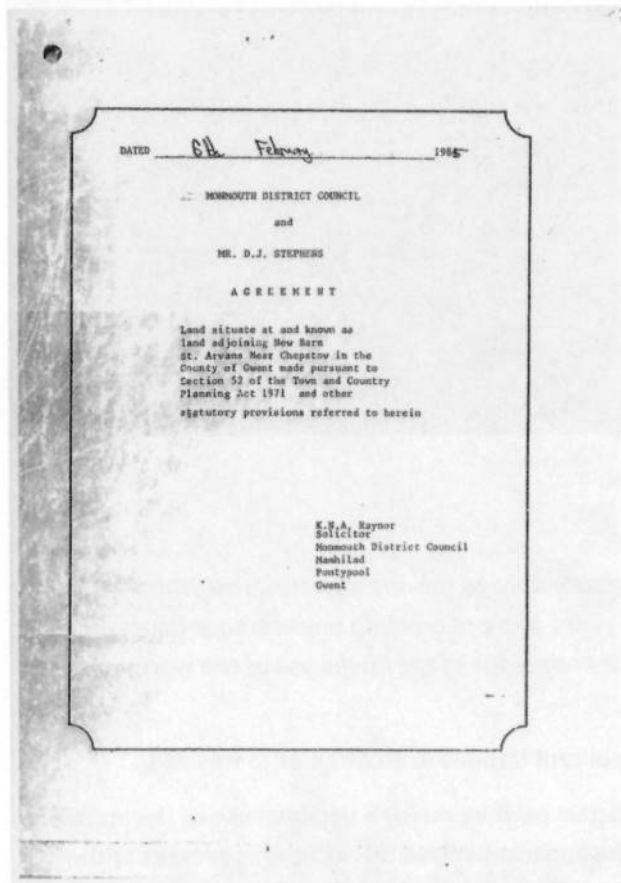 DATED 6th February 1985
MONMOUTH DISTRICT COUNCIL
and
MR. D.J. STEPHENS
A G R E E M E N T
Land situate at and known as
land adjoining New Barn
St. Arvans Near Chepstow in the
County of Gwent made pursuant to
Section 52 of the Town and Country
Planning Act 1971 and other
statutory provisions referred to herein
K.N.A. Raynor
Solicitor
Monmouth District Council
Mamhilad
Pontypool
Gwent